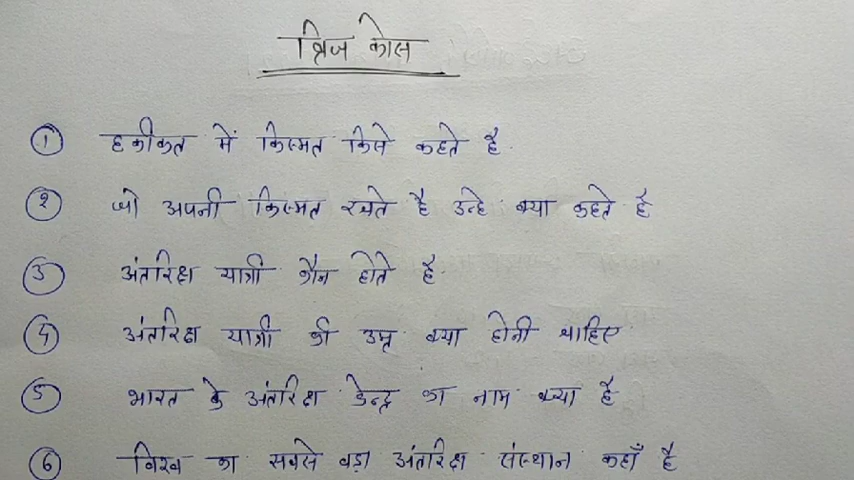 ब्रिज कोस
① हकीकत में किस्मत किसे कहते है.
② जो अपनी किस्मत रचते है उन्हे क्या कहते है
③ अंतरिक्ष यात्री कौन होते है.
④ अंतरिक्ष यात्री की उम्र क्या होनी चाहिए
⑤ भारत के अंतरिक्ष केन्द्र का नाम क्या है
⑥ विश्व का सबसे बड़ा अंतरिक्ष संस्थान कहाँ है